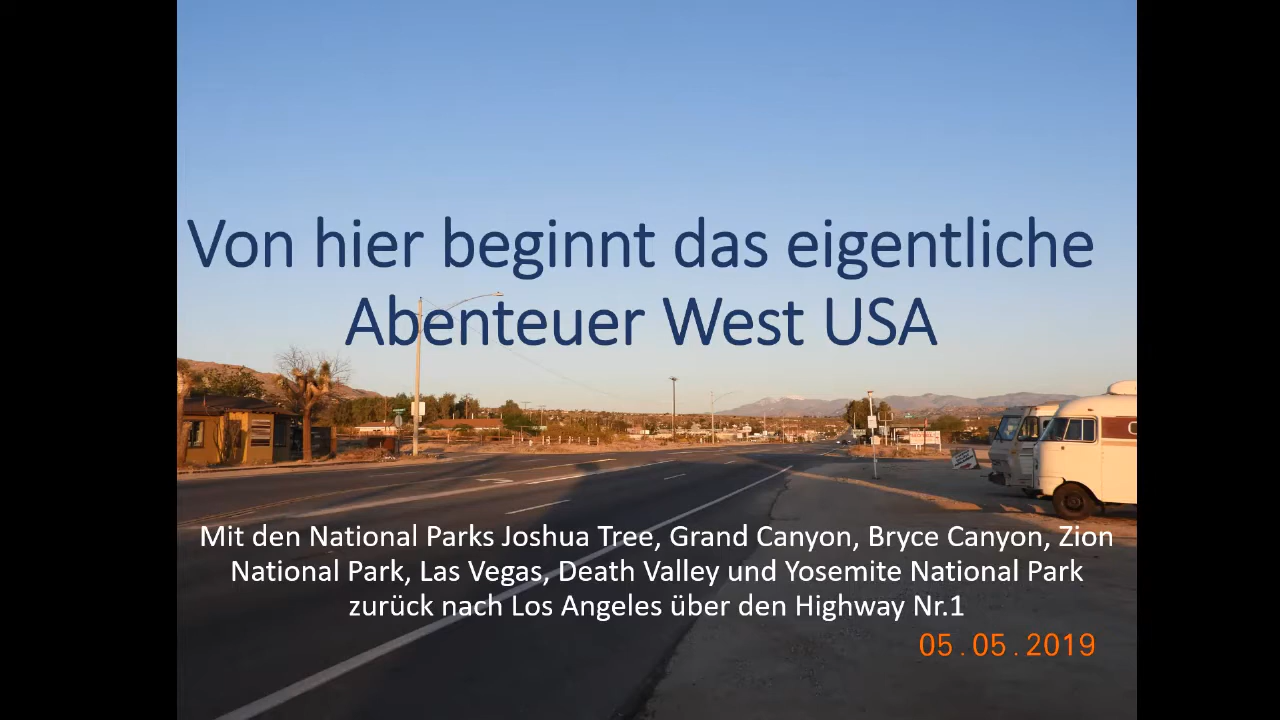 Von hier beginnt das eigentliche
Abenteuer West USA
Mit den National Parks Joshua Tree, Grand Canyon, Bryce Canyon, Zion
National Park, Las Vegas, Death Valley und Yosemite National Park
zurück nach Los Angeles über den Highway Nr.1
05.05.2019